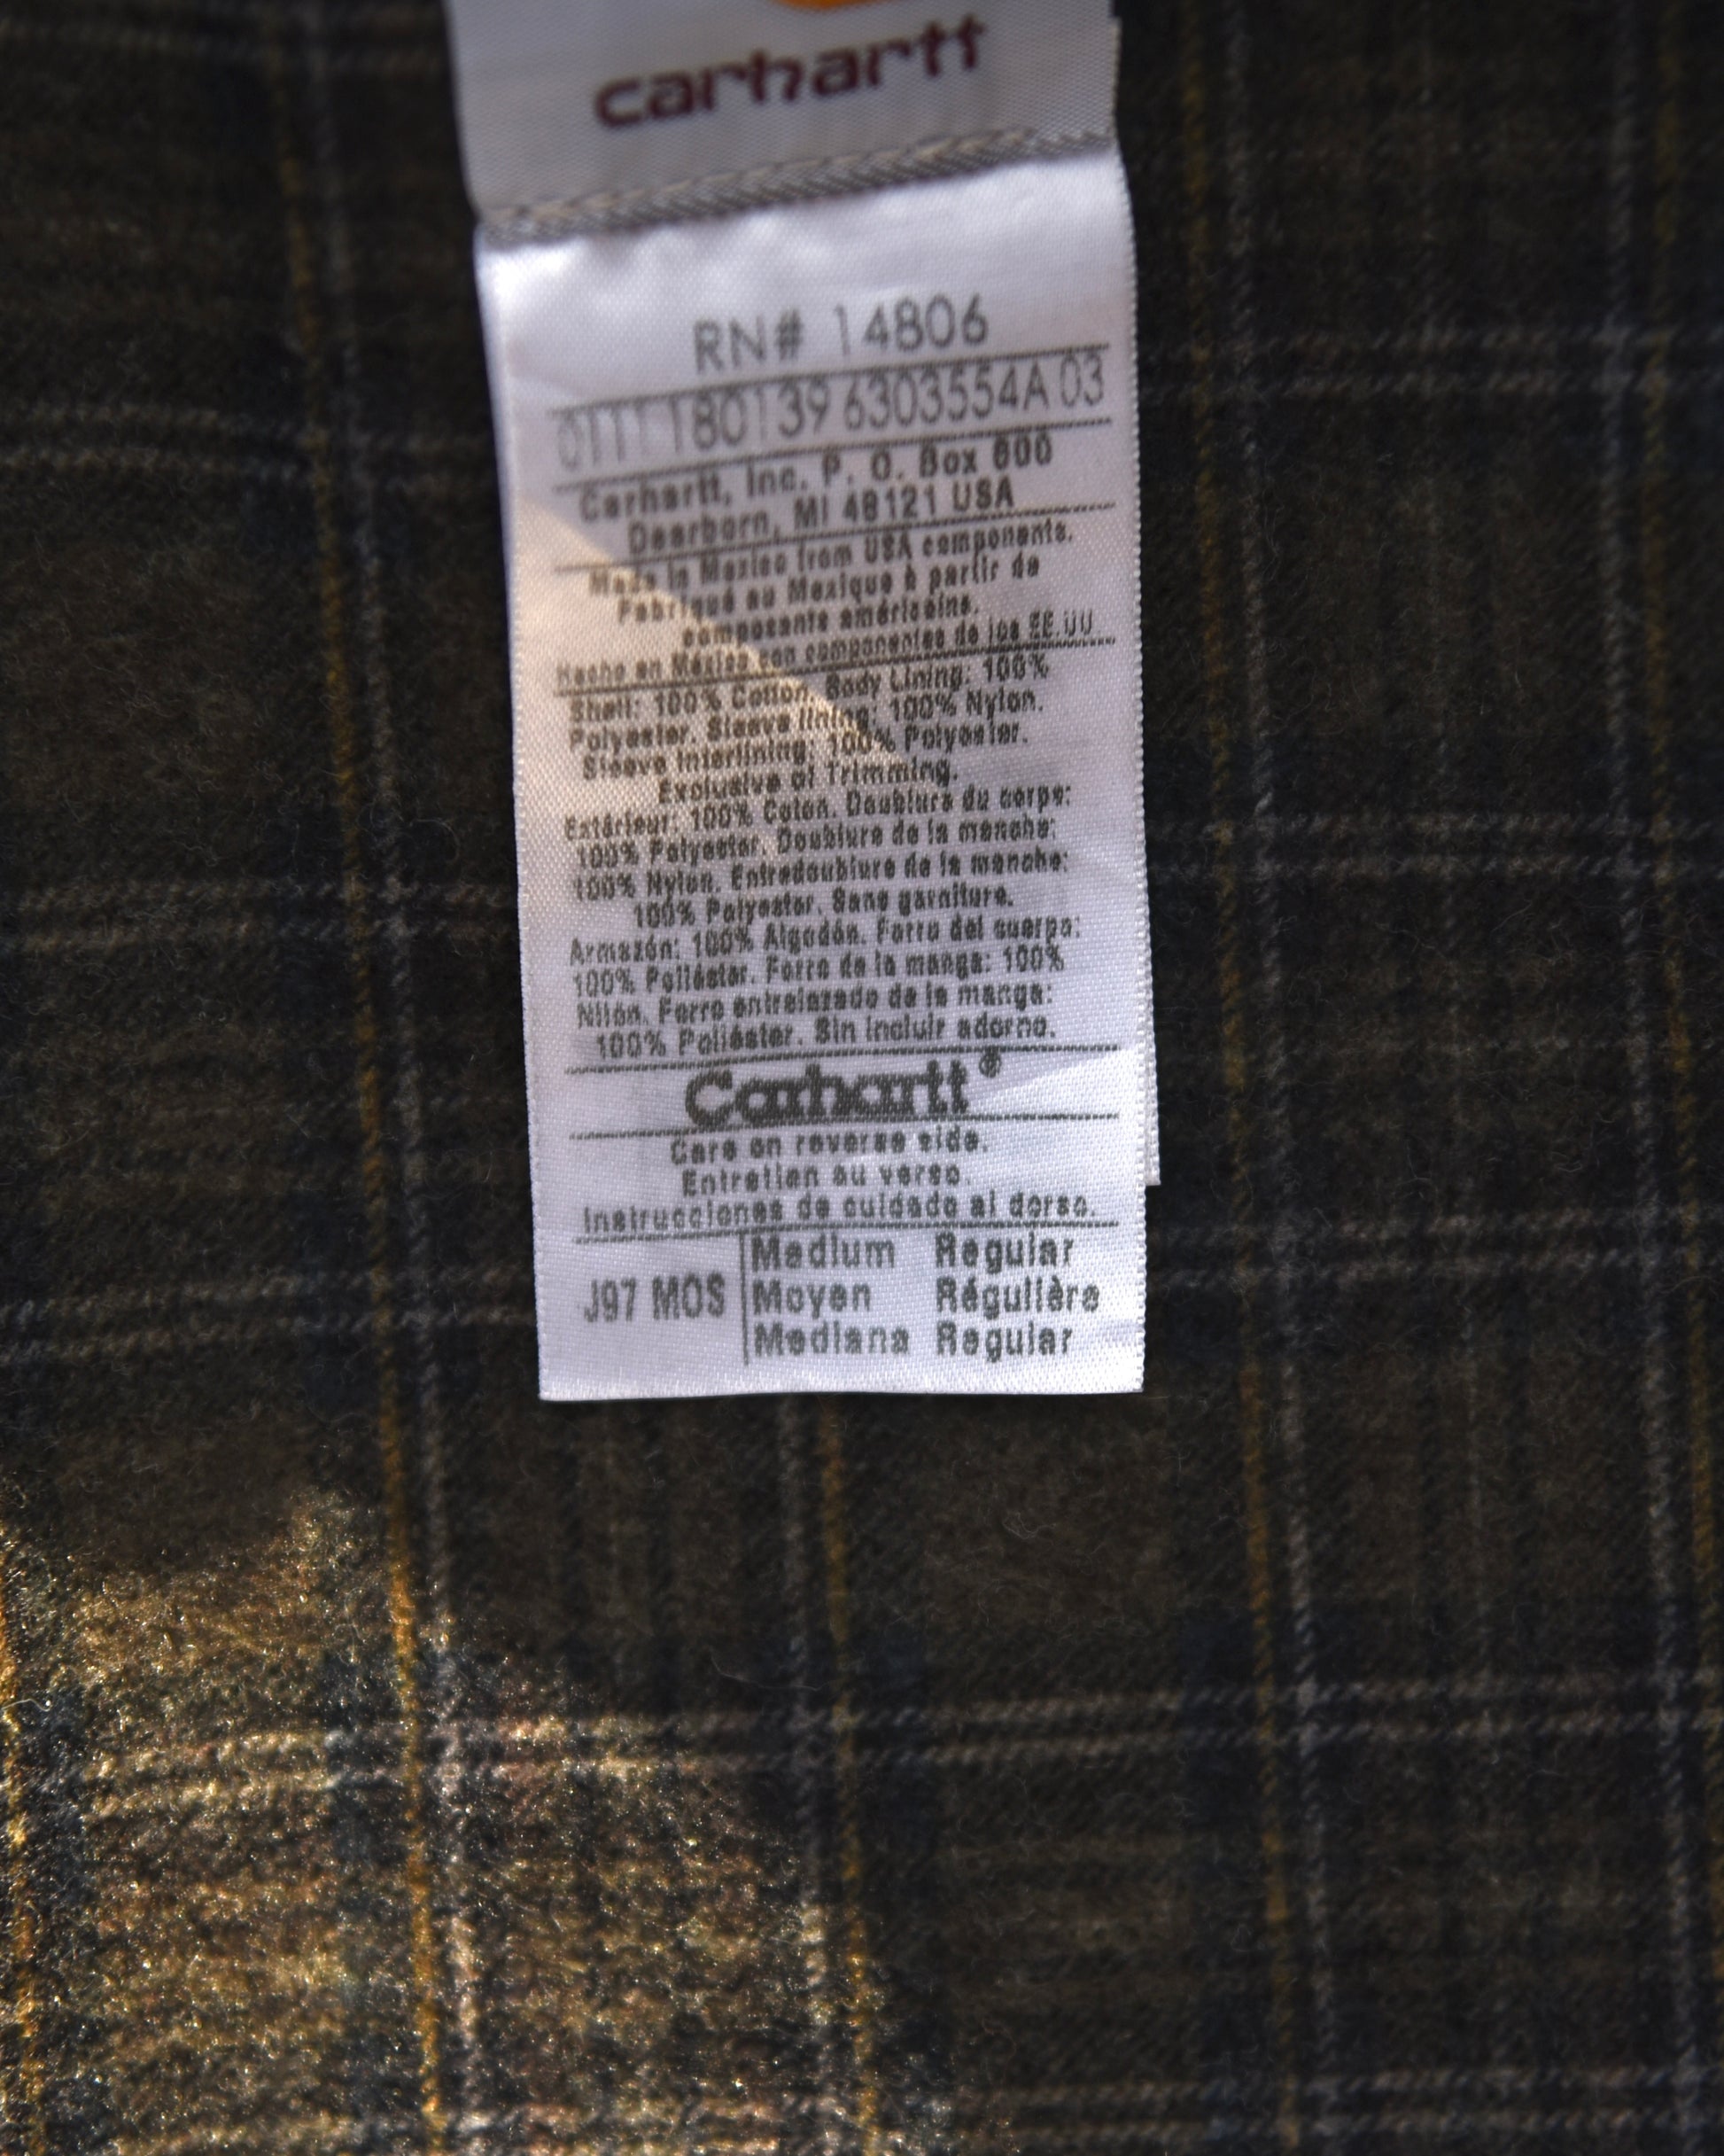 carhartt
RN# 14806
0111 180139 6303554A 03
Carhartt, Inc. P. O. Box 600
Dearborn, MI 48121 USA
Made in Mexico from USA components.
Fabriqué au Mexique à partir de
composants américains.
Hecho en México con componentes de los EE.UU
Shell: 100% Cotton. Body Lining: 100%
Polyester. Sleeve lining: 100% Nylon.
Sleeve Interlining: 100% Polyester.
Exclusive of Trimming.
Extérieur: 100% Coton. Doublure du corps:
100% Polyester. Doublure de la manche:
100% Nylon. Entredoublure de la manche:
100% Polyester. Sans garniture.
Armazón: 100% Algodón. Forro del cuerpo:
100% Poliéster. Forro de la manga: 100%
Nilón. Forro entrelazado de la manga:
100% Poliéster. Sin incluir adorno.
Carhartt®
Care on reverse side.
Entretien au verso.
Instrucciones de cuidado al dorso.
J97 MOS
Medium Regular
Moyen Régulière
Mediana Regular